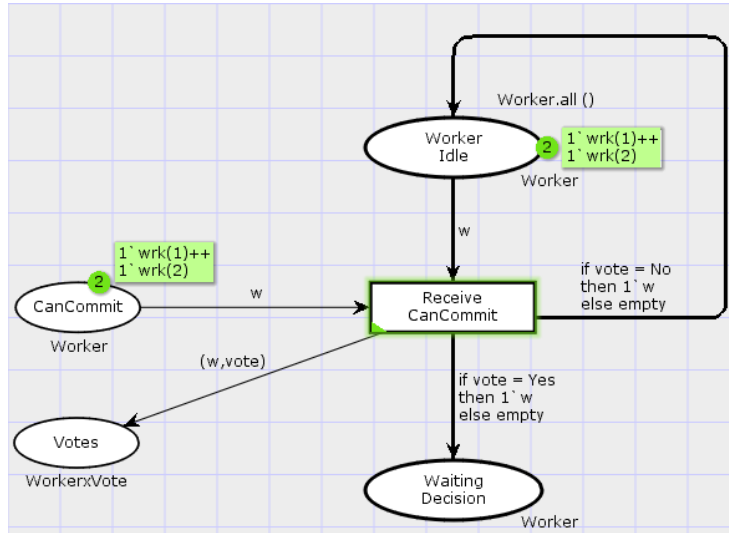 Worker.all ()
Worker
Idle
2
1`wrk(1)++
1`wrk(2)
Worker
w
1`wrk(1)++
1`wrk(2)
2
CanCommit
Worker
w
Receive
CanCommit
if vote = No
then 1`w
else empty
(w,vote)
if vote = Yes
then 1`w
else empty
Votes
WorkerxVote
Waiting
Decision
Worker